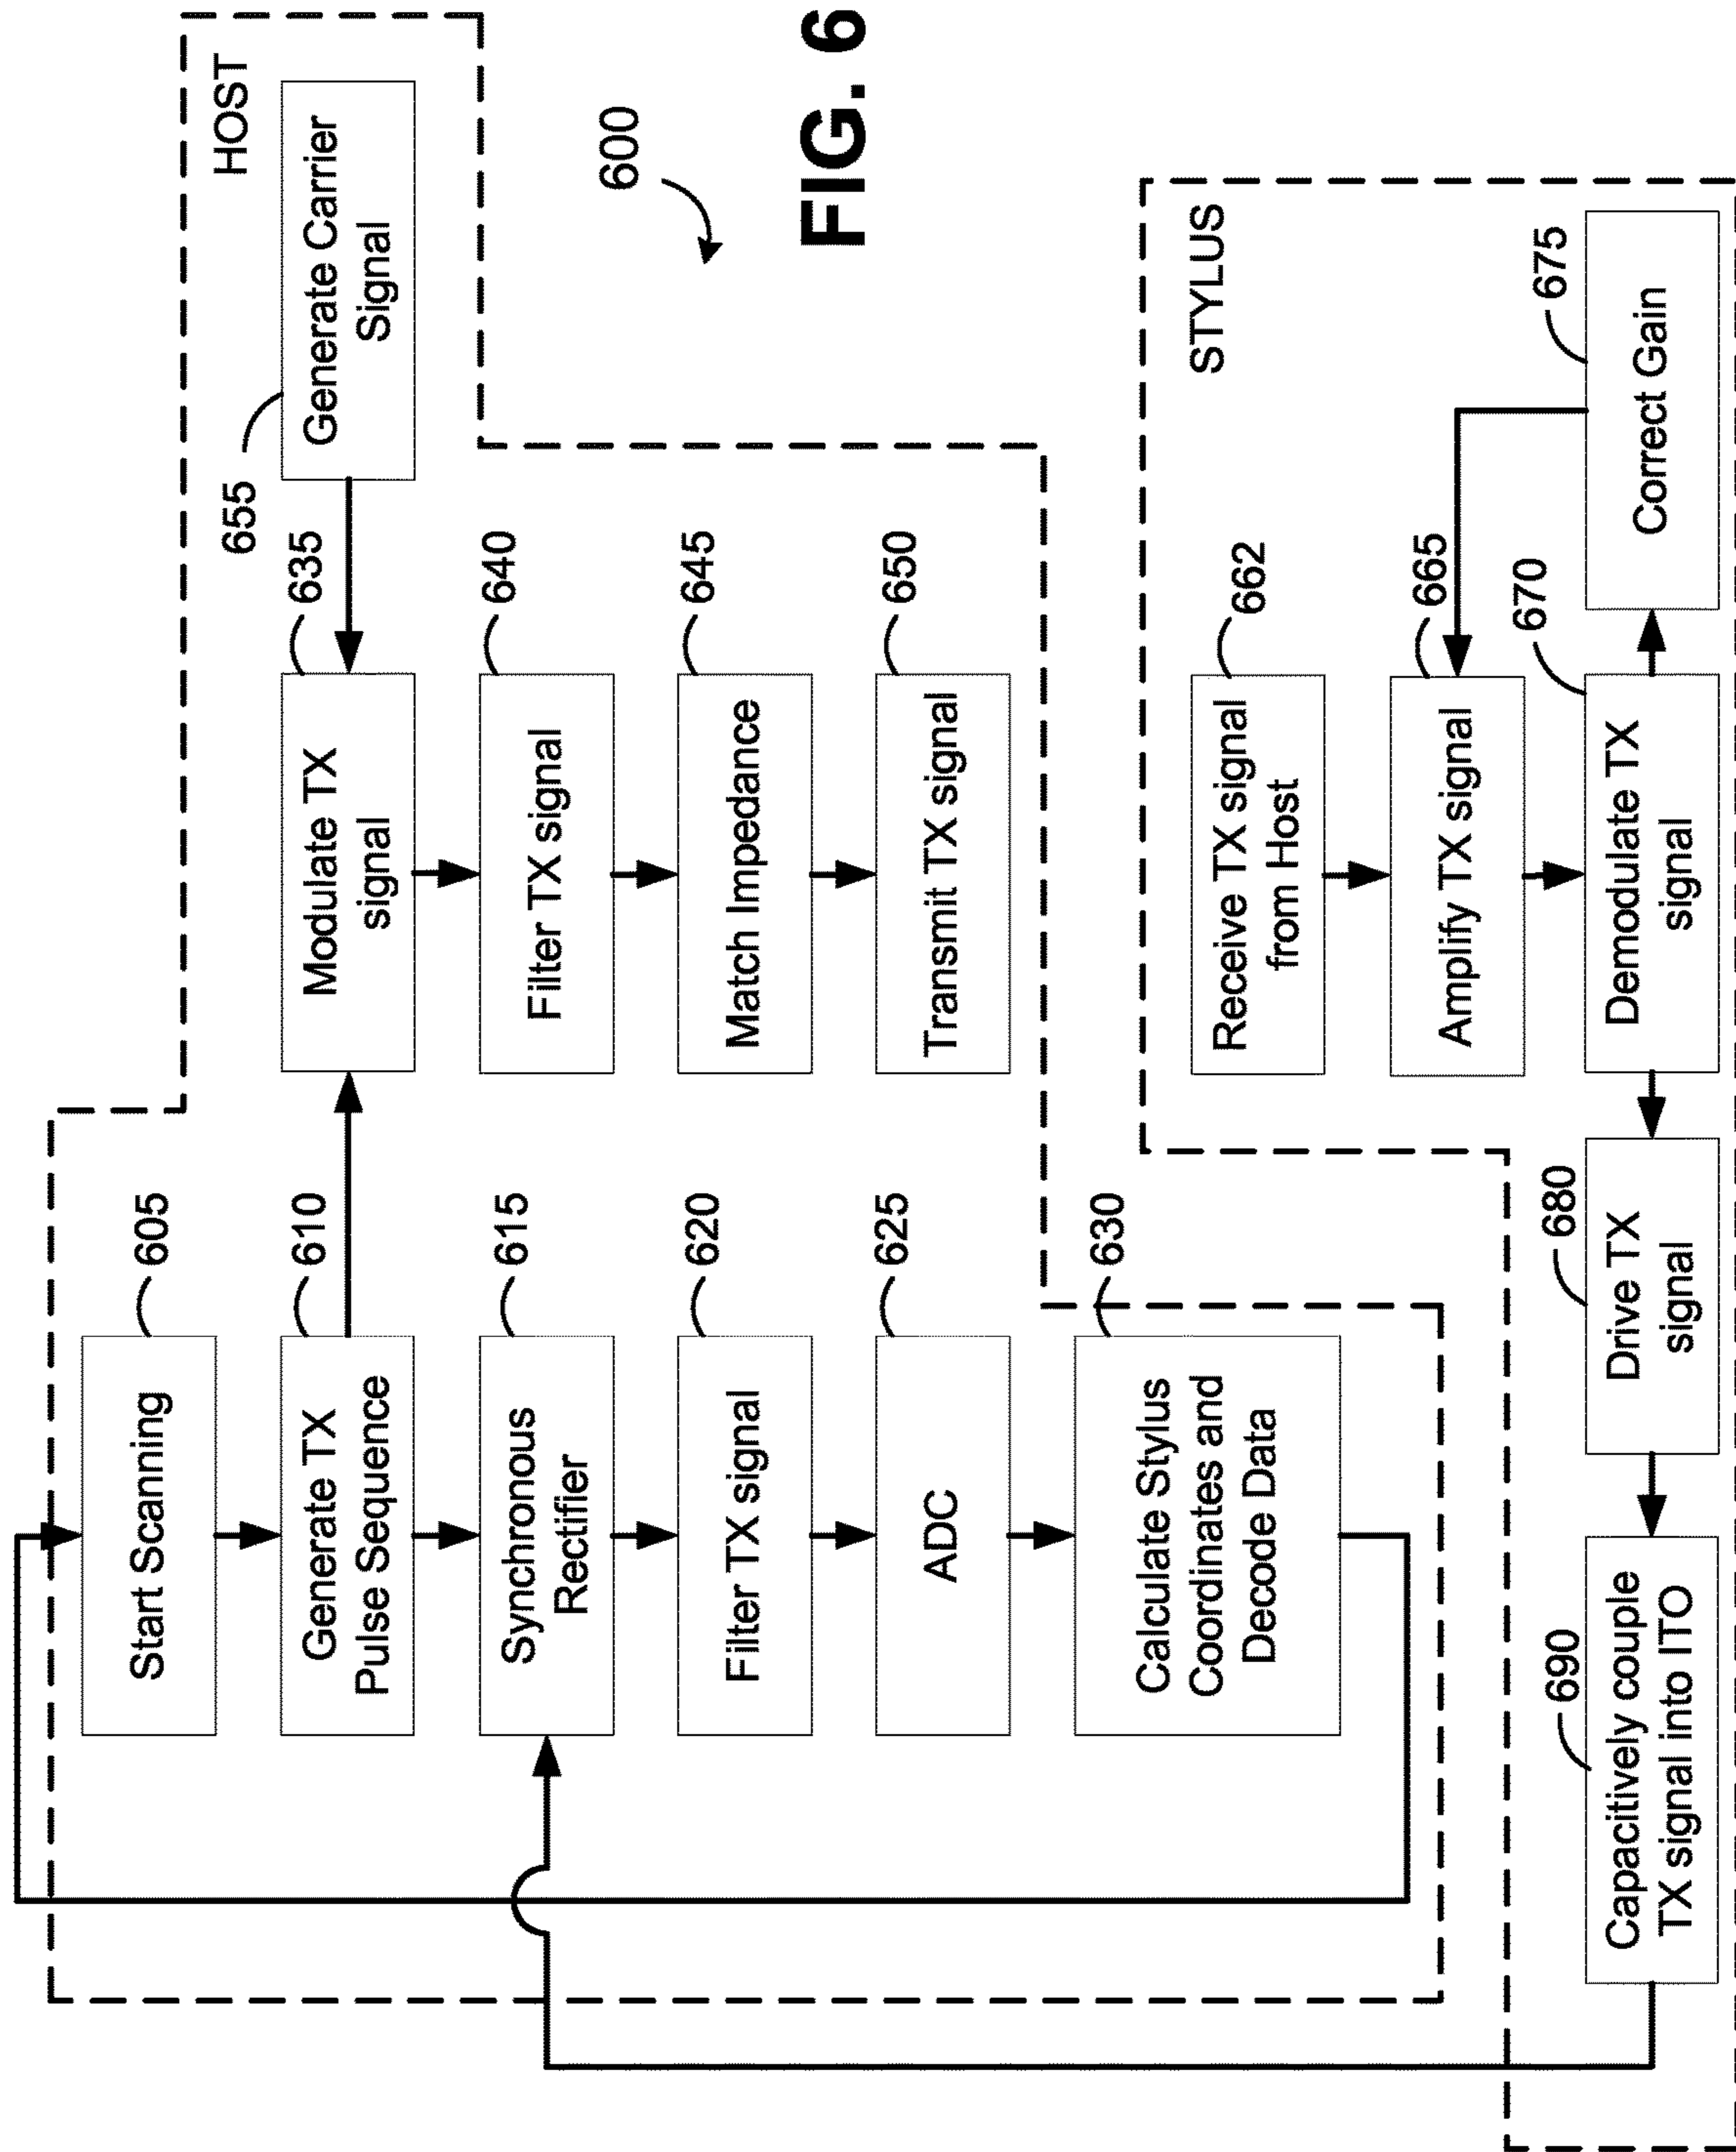 HOST
Start Scanning
605
Generate TX
Pulse Sequence
610
Synchronous
Rectifier
615
Filter TX signal
620
ADC
625
Calculate Stylus
Coordinates and
Decode Data
630
Modulate TX
signal
635
Filter TX signal
640
Match Impedance
645
Transmit TX signal
650
Generate Carrier
Signal
655
600
STYLUS
Receive TX signal
from Host
662
Amplify TX signal
665
Demodulate TX
signal
670
Correct Gain
675
Drive TX
signal
680
Capacitively couple
TX signal into ITO
690
FIG. 6